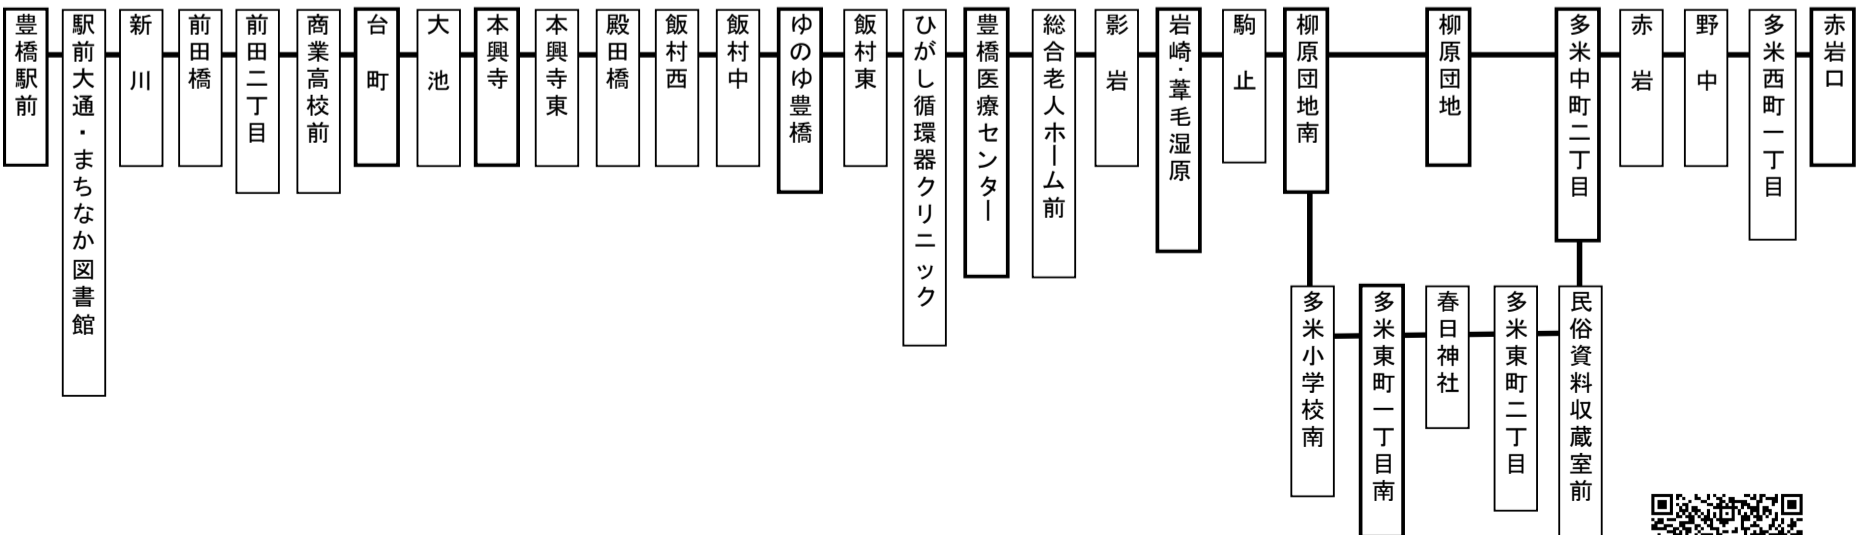 豊橋駅前
駅前大通・まちなか図書館
新川
前田橋
前田二丁目
商業高校前
台町
大池
本興寺
本興寺東
殿田橋
飯村西
飯村中
ゆのゆ豊橋
飯村東
ひがし循環器クリニック
豊橋医療センター
総合老人ホーム前
影岩
岩崎・葦毛湿原
駒止
柳原団地南
柳原団地
多米中町二丁目
赤岩
野中
多米西町一丁目
赤岩口
多米小学校南
多米東町一丁目南
春日神社
多米東町二丁目
民俗資料収蔵室前